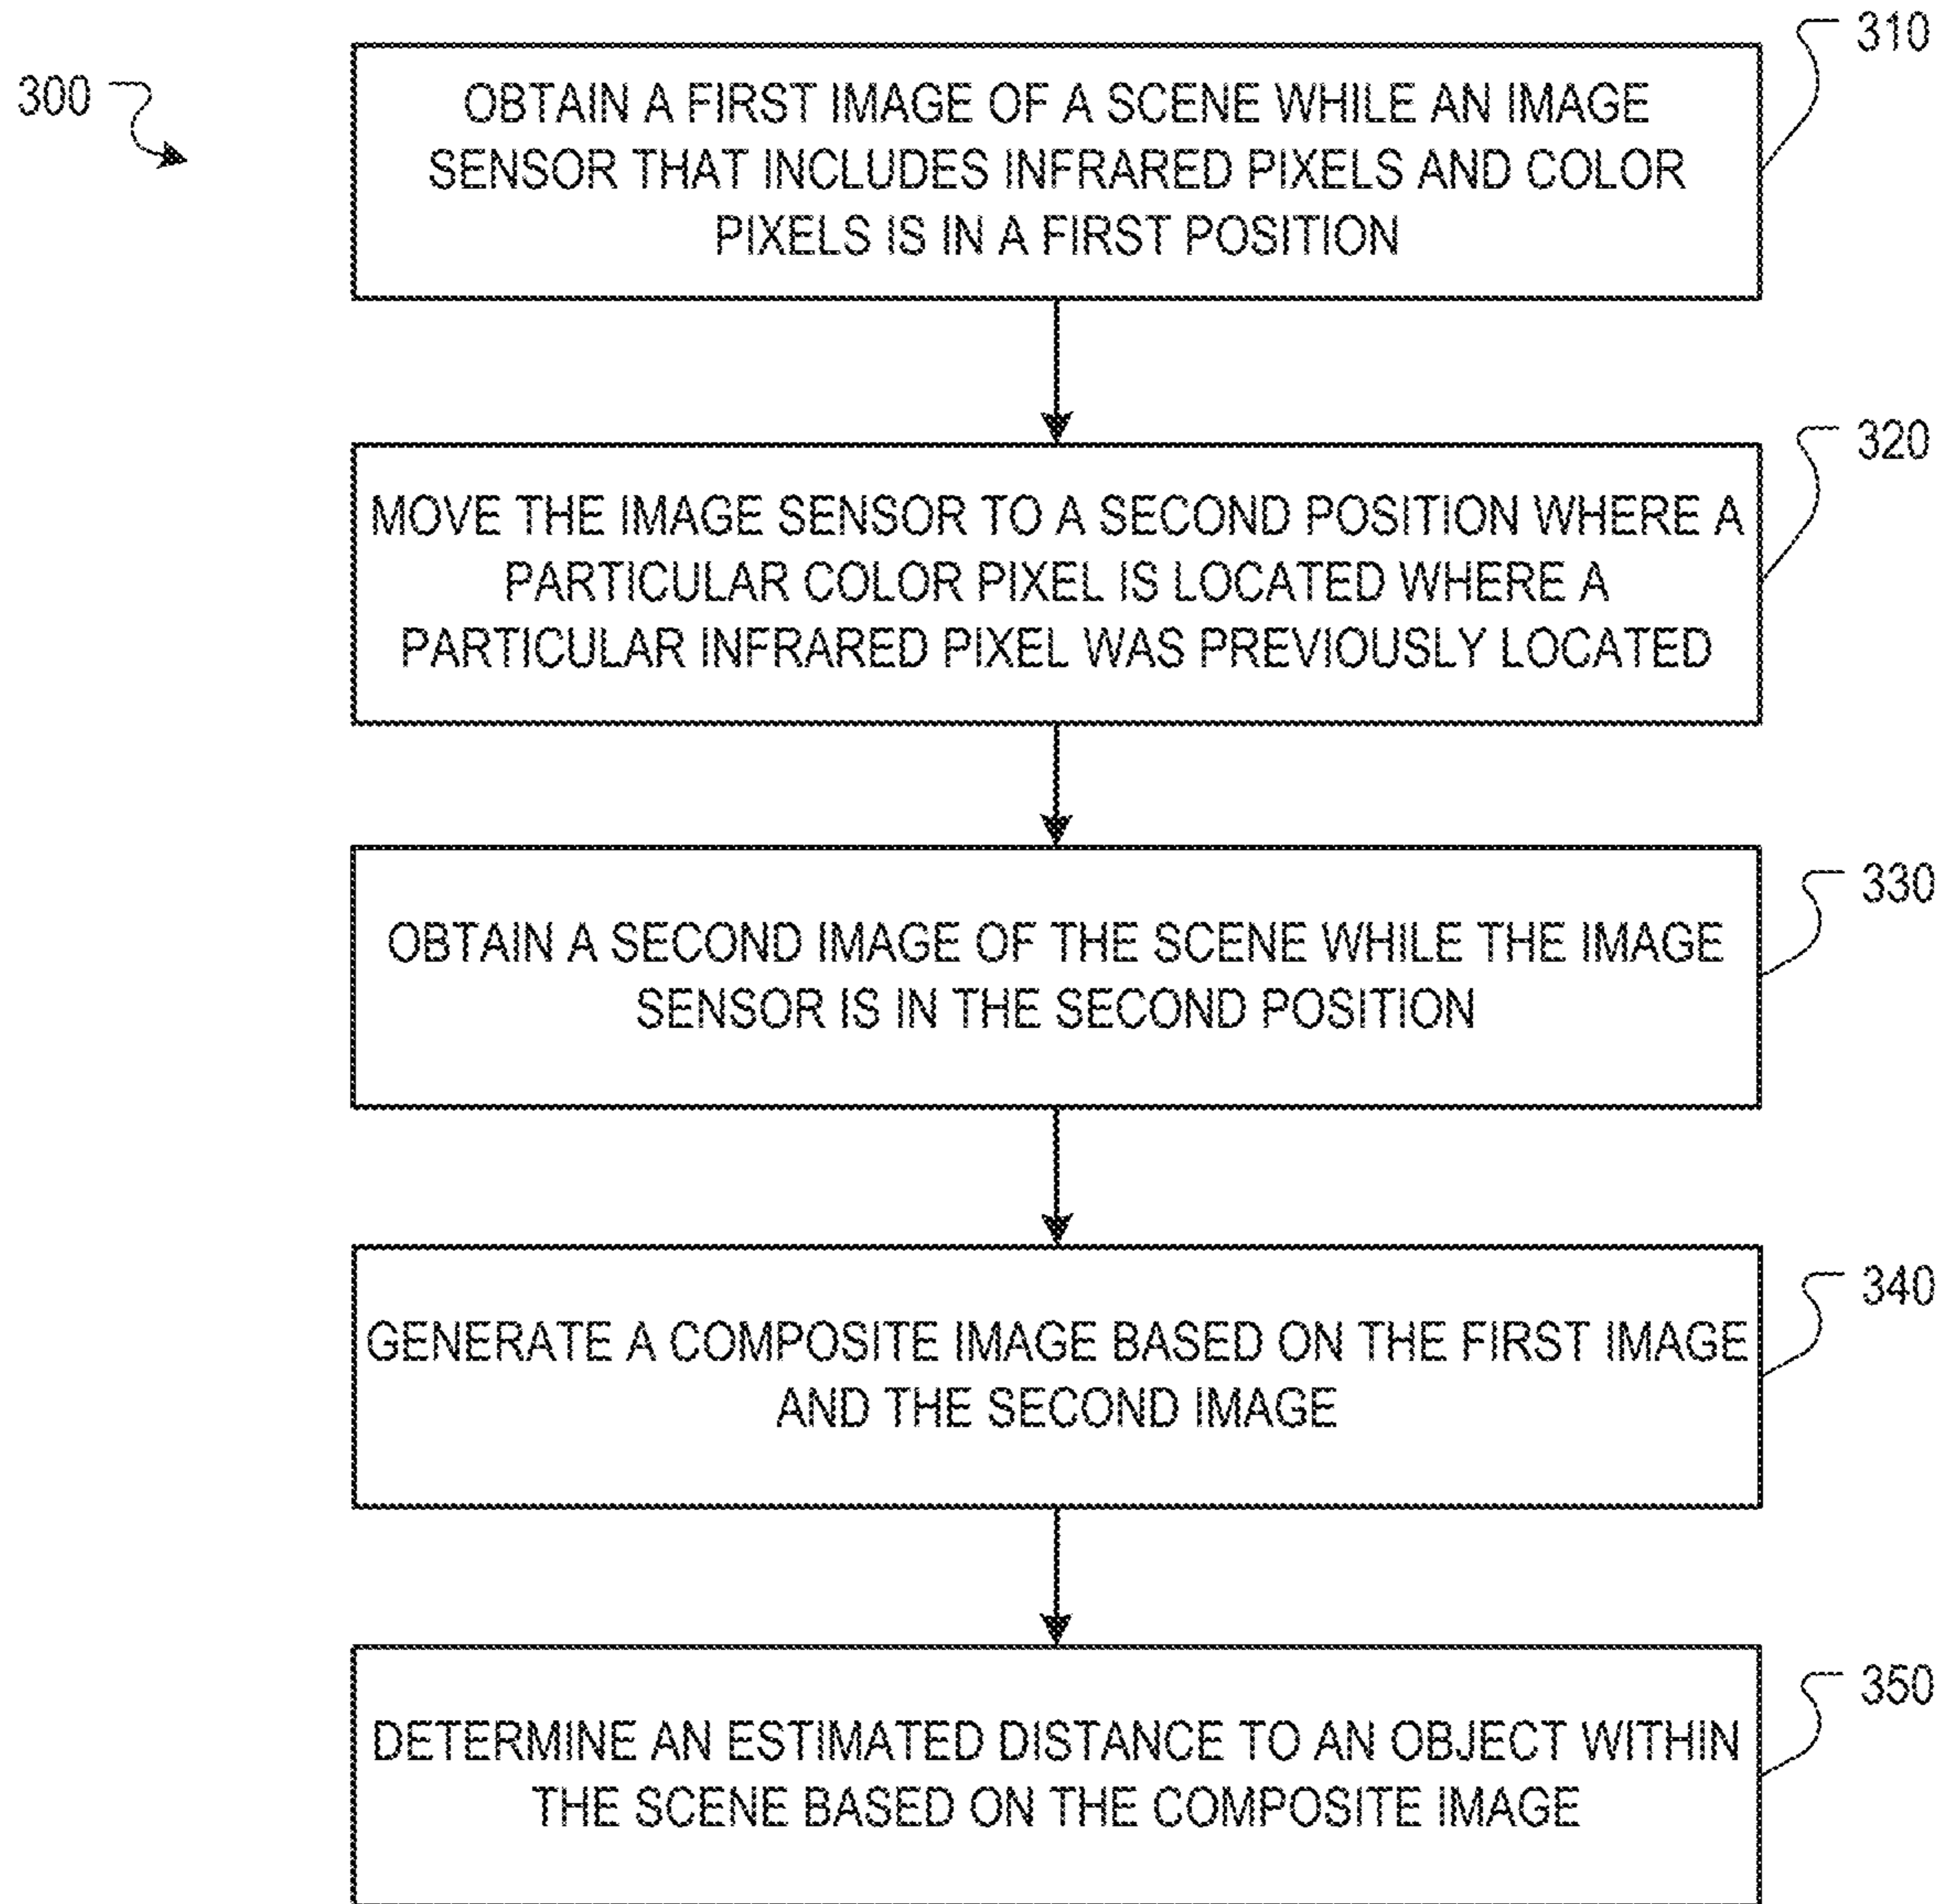 300
310
OBTAIN A FIRST IMAGE OF A SCENE WHILE AN IMAGE
SENSOR THAT INCLUDES INFRARED PIXELS AND COLOR
PIXELS IS IN A FIRST POSITION
320
MOVE THE IMAGE SENSOR TO A SECOND POSITION WHERE A
PARTICULAR COLOR PIXEL IS LOCATED WHERE A
PARTICULAR INFRARED PIXEL WAS PREVIOUSLY LOCATED
330
OBTAIN A SECOND IMAGE OF THE SCENE WHILE THE IMAGE
SENSOR IS IN THE SECOND POSITION
340
GENERATE A COMPOSITE IMAGE BASED ON THE FIRST IMAGE
AND THE SECOND IMAGE
350
DETERMINE AN ESTIMATED DISTANCE TO AN OBJECT WITHIN
THE SCENE BASED ON THE COMPOSITE IMAGE